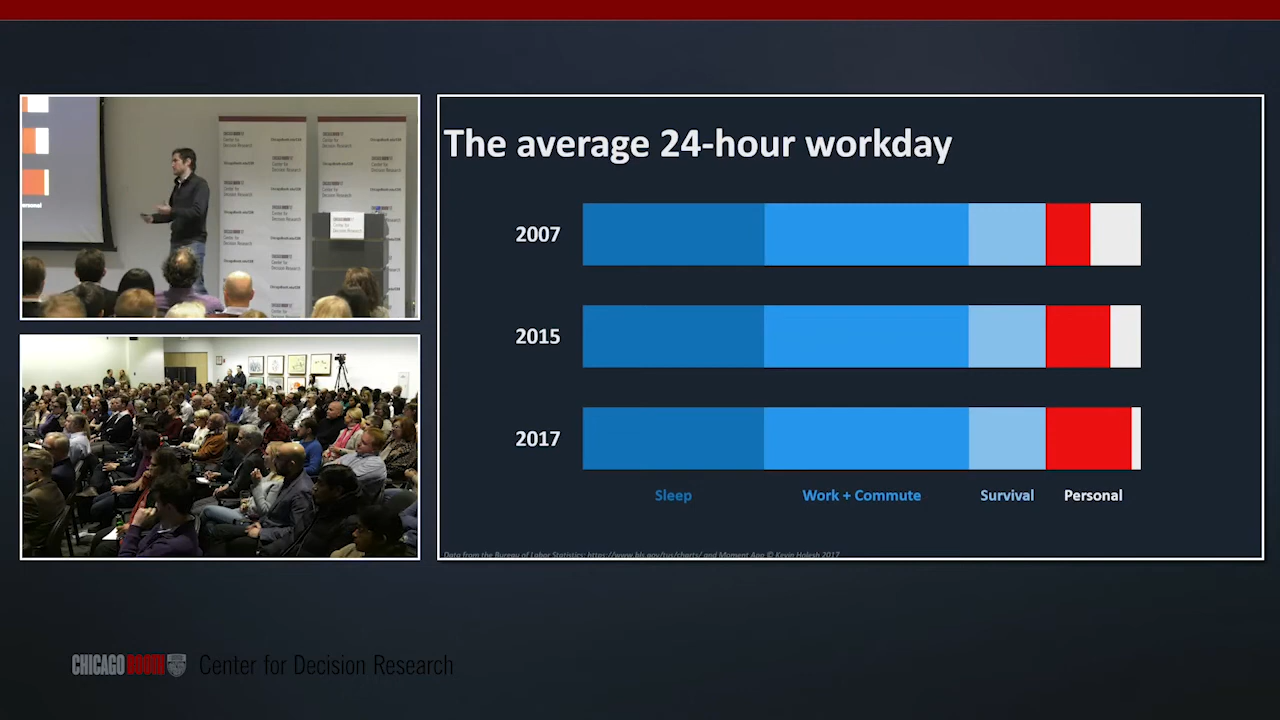 The average 24-hour workday
2007
2015
2017
Sleep
Work + Commute
Survival
Personal
Data from the Bureau of Labor Statistics: https://www.bls.gov/tus/charts/ and Moment App © Kevin Holesh 2017
CHICAGO BOOTH Center for Decision Research